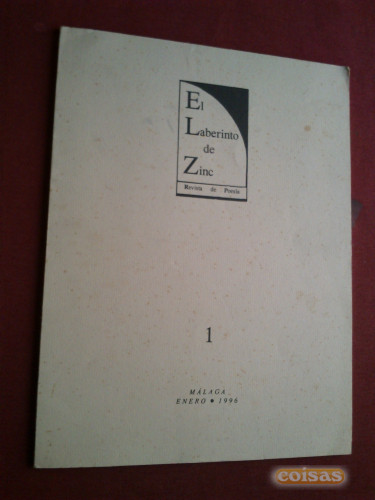 El
Laberinto
de
Zinc
Revista de Poesía
1
MÁLAGA
ENERO • 1996
coisas